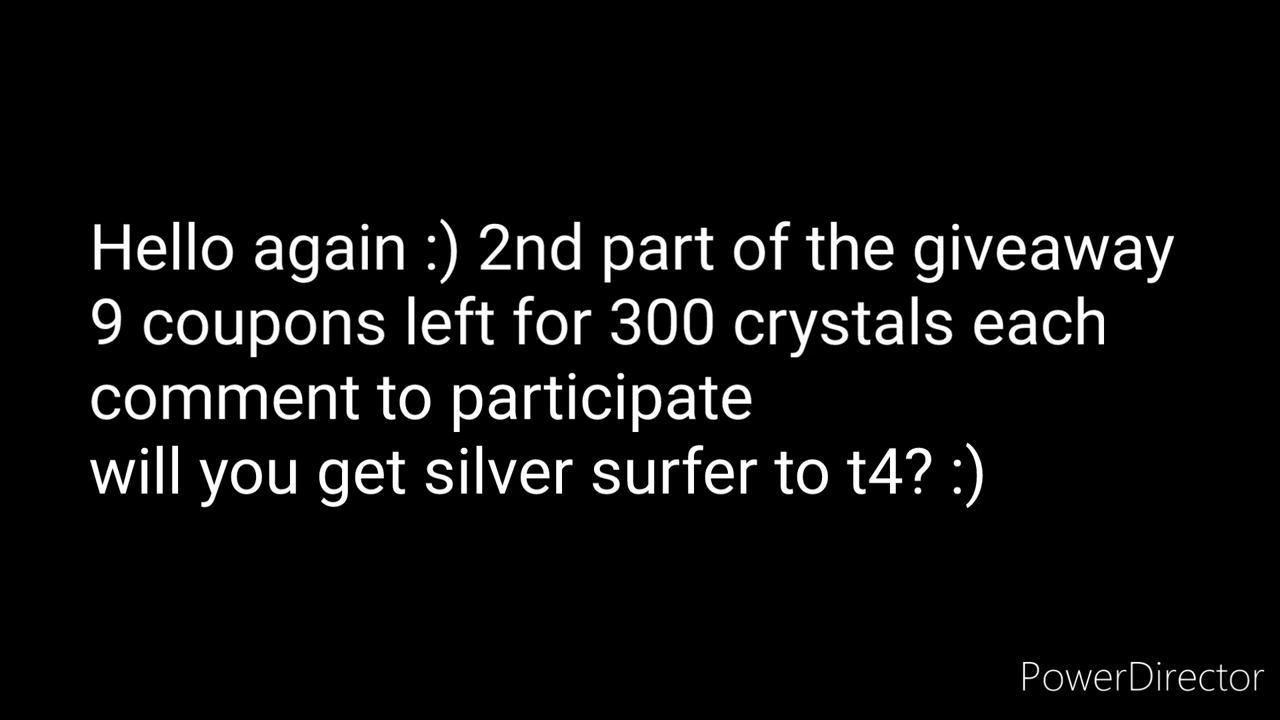 Hello again :) 2nd part of the giveaway
9 coupons left for 300 crystals each
comment to participate
will you get silver surfer to t4? :)
PowerDirector